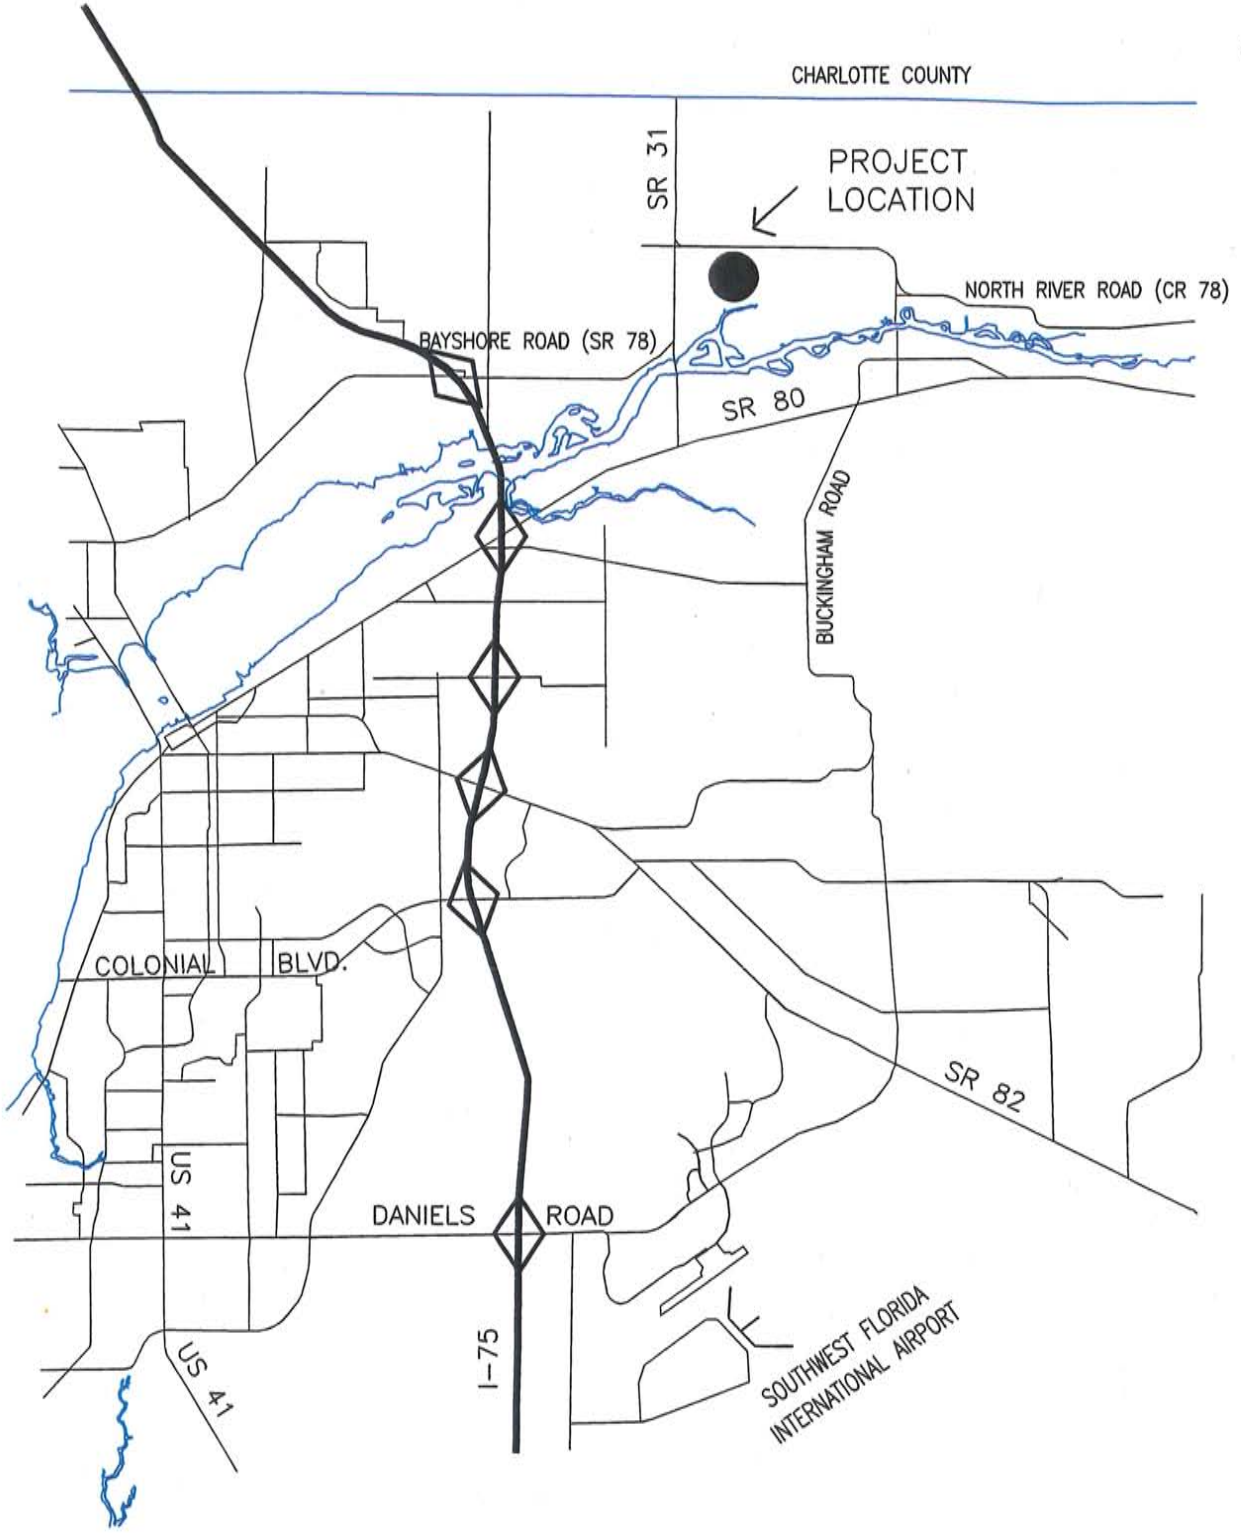 CHARLOTTE COUNTY
SR 31
PROJECT
LOCATION
NORTH RIVER ROAD (CR 78)
BAYSHORE ROAD (SR 78)
SR 80
BUCKINGHAM ROAD
COLONIAL BLVD.
SR 82
US 41
DANIELS ROAD
I-75
US 41
SOUTHWEST FLORIDA
INTERNATIONAL AIRPORT